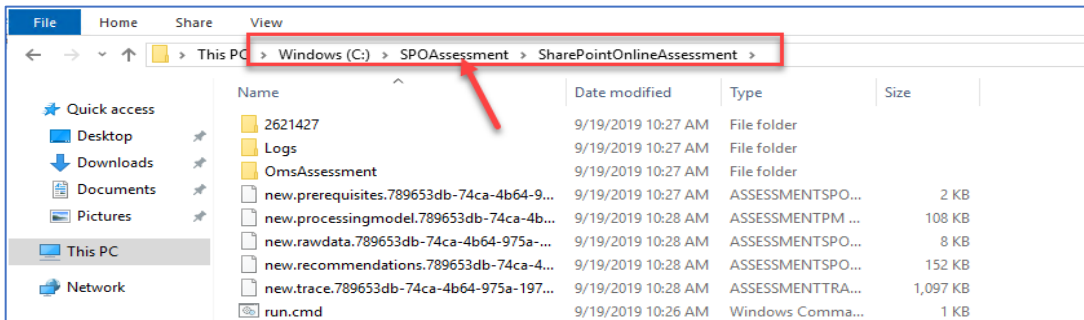 File Home Share View
This PC > Windows (C:) > SPOAssessment > SharePointOnlineAssessment >
Name Date modified Type Size
Quick access
Desktop
Downloads
Documents
Pictures
This PC
Network
2621427 9/19/2019 10:27 AM File folder
Logs 9/19/2019 10:27 AM File folder
OmsAssessment 9/19/2019 10:27 AM File folder
new.prerequisites.789653db-74ca-4b64-9... 9/19/2019 10:27 AM ASSESSMENTSPO... 2 KB
new.processingmodel.789653db-74ca-4b... 9/19/2019 10:28 AM ASSESSMENTPM ... 108 KB
new.rawdata.789653db-74ca-4b64-975a-... 9/19/2019 10:28 AM ASSESSMENTSPO... 8 KB
new.recommendations.789653db-74ca-4... 9/19/2019 10:28 AM ASSESSMENTSPO... 152 KB
new.trace.789653db-74ca-4b64-975a-197... 9/19/2019 10:28 AM ASSESSMENTTRA... 1,097 KB
run.cmd 9/19/2019 10:26 AM Windows Comma... 1 KB